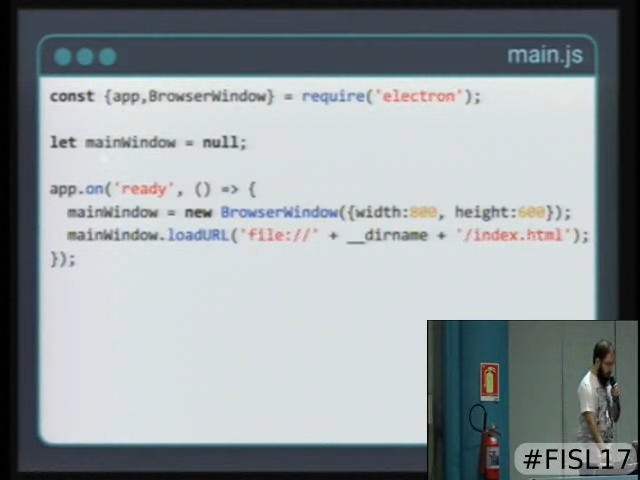 main.js
const {app,BrowserWindow} = require('electron');
let mainWindow = null;
app.on('ready', () => {
mainWindow = new BrowserWindow({width:800, height:600});
mainWindow.loadURL('file://' + __dirname + '/index.html');
});
#FISL17